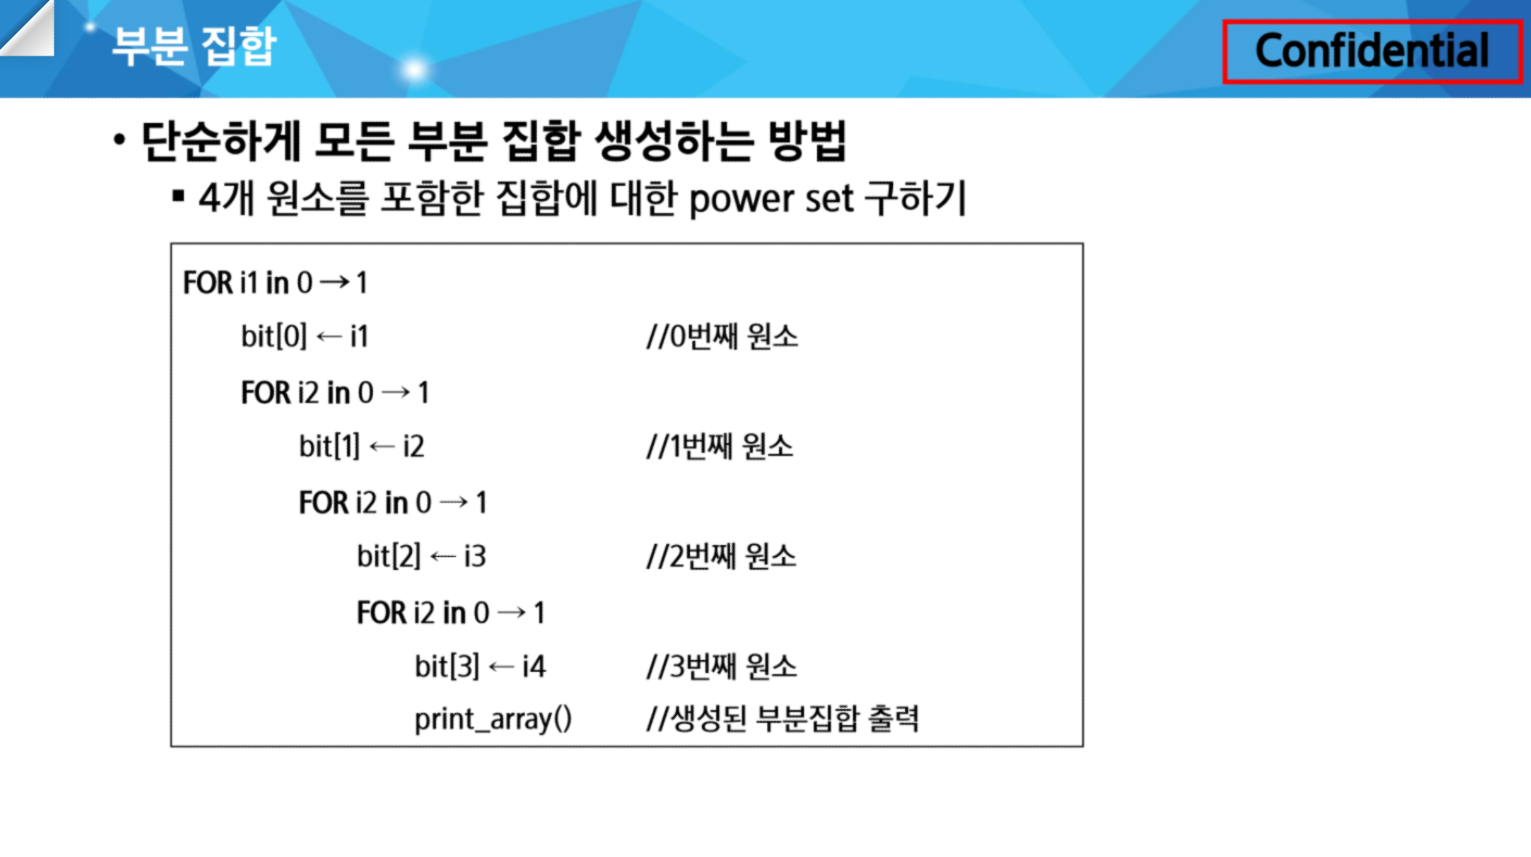 부분 집합
Confidential
• 단순하게 모든 부분 집합 생성하는 방법
▪ 4개 원소를 포함한 집합에 대한 power set 구하기
FOR i1 in 0 → 1
bit[0] ← i1 //0번째 원소
FOR i2 in 0 → 1
bit[1] ← i2 //1번째 원소
FOR i2 in 0 → 1
bit[2] ← i3 //2번째 원소
FOR i2 in 0 → 1
bit[3] ← i4 //3번째 원소
print_array() //생성된 부분집합 출력